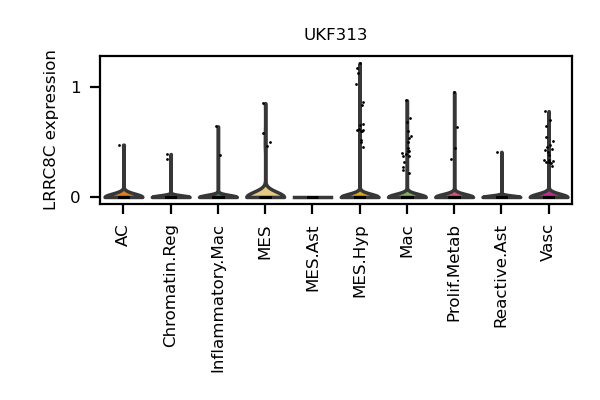 UKF313
LRRC8C expression
1
0
AC
Chromatin.Reg
Inflammatory.Mac
MES
MES.Ast
MES.Hyp
Mac
Prolif.Metab
Reactive.Ast
Vasc